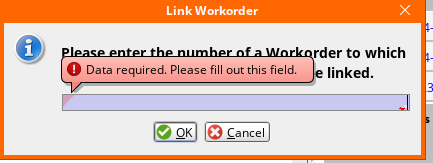 Link Workorder
Please enter the number of a Workorder to which
Data required. Please fill out this field.
e linked.
OK
Cancel